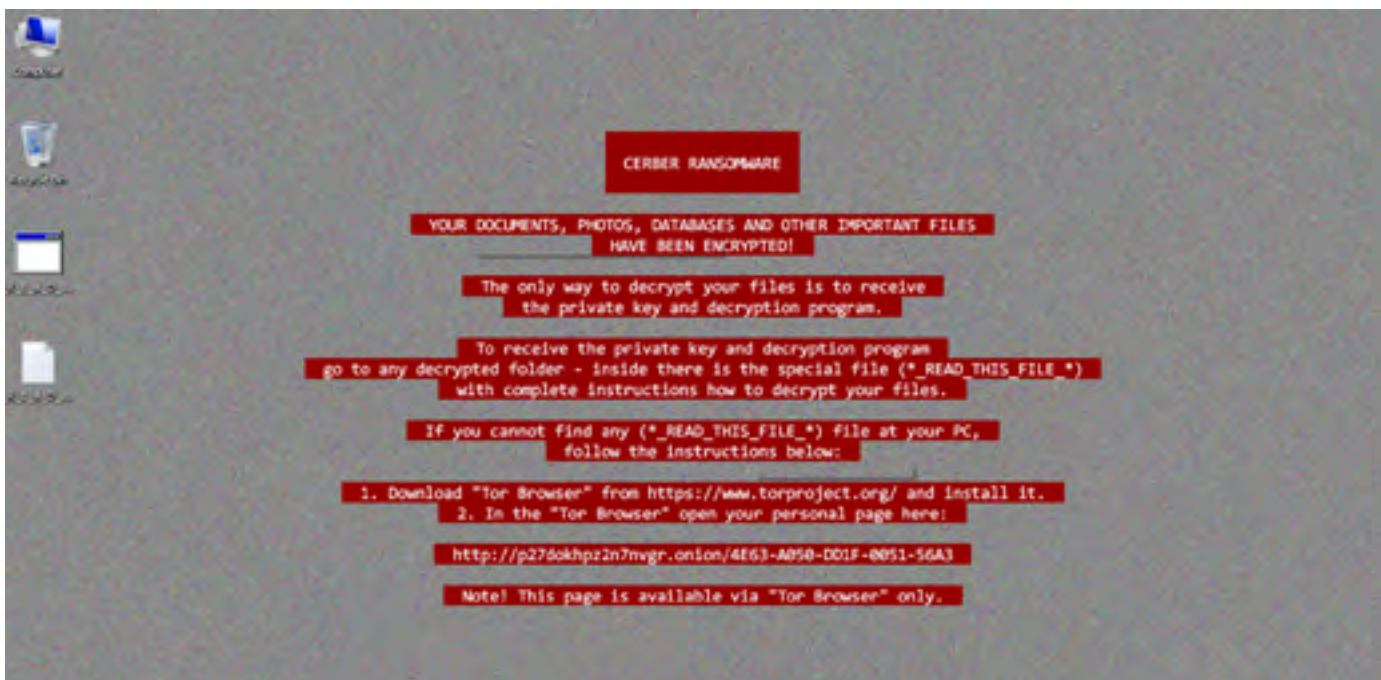 CERBER RANSOMWARE
YOUR DOCUMENTS, PHOTOS, DATABASES AND OTHER IMPORTANT FILES
HAVE BEEN ENCRYPTED!
The only way to decrypt your files is to receive
the private key and decryption program.
To receive the private key and decryption program
go to any decrypted folder - inside there is the special file (*_READ_THIS_FILE_*)
with complete instructions how to decrypt your files.
If you cannot find any (*_READ_THIS_FILE_*) file at your PC,
follow the instructions below:
1. Download "Tor Browser" from https://www.torproject.org/ and install it.
2. In the "Tor Browser" open your personal page here:
http://p27dokhpz2n7nvgr.onion/4E63-A050-DD1F-0051-56A3
Note! This page is available via "Tor Browser" only.